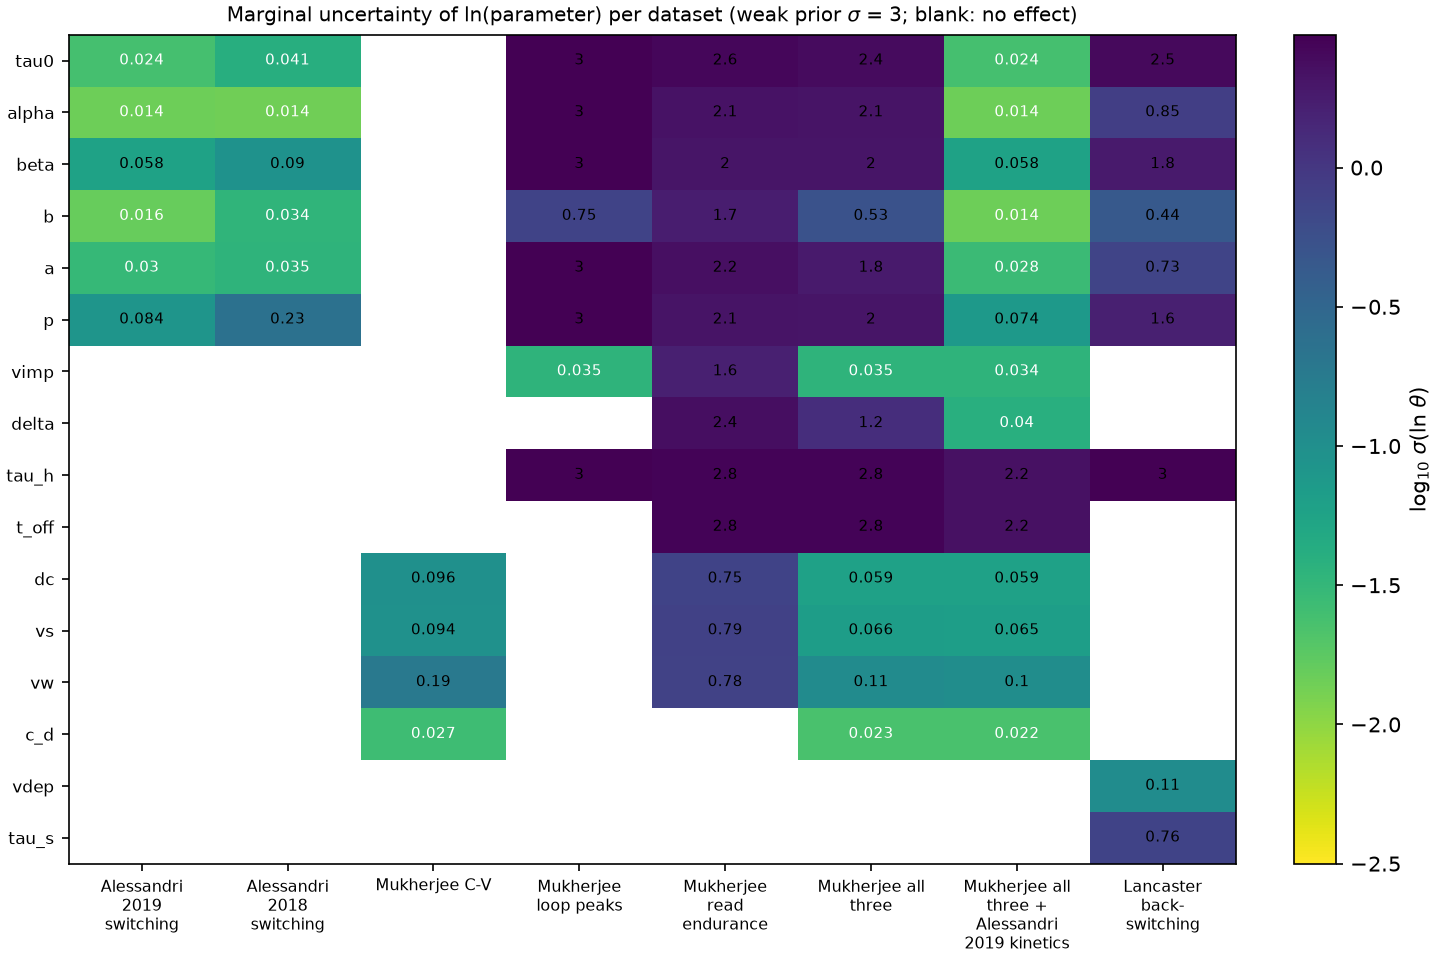 Marginal uncertainty of ln(parameter) per dataset (weak prior σ = 3; blank: no effect)
tau0 0.024 0.041 3 2.6 2.4 0.024 2.5
alpha 0.014 0.014 3 2.1 2.1 0.014 0.85
beta 0.058 0.09 3 2 2 0.058 1.8
b 0.016 0.034 0.75 1.7 0.53 0.014 0.44
a 0.03 0.035 3 2.2 1.8 0.028 0.73
p 0.084 0.23 3 2.1 2 0.074 1.6
vimp 0.035 1.6 0.035 0.034
delta 2.4 1.2 0.04
tau_h 3 2.8 2.8 2.2 3
t_off 2.8 2.8 2.2
dc 0.096 0.75 0.059 0.059
vs 0.094 0.79 0.066 0.065
vw 0.19 0.78 0.11 0.1
c_d 0.027 0.023 0.022
vdep 0.11
tau_s 0.76
Alessandri
2019
switching
Alessandri
2018
switching
Mukherjee C-V
Mukherjee
loop peaks
Mukherjee
read
endurance
Mukherjee all
three
Mukherjee all
three +
Alessandri
2019 kinetics
Lancaster
back-
switching
0.0
−0.5
−1.0
−1.5
−2.0
−2.5
log₁₀ σ(ln θ)